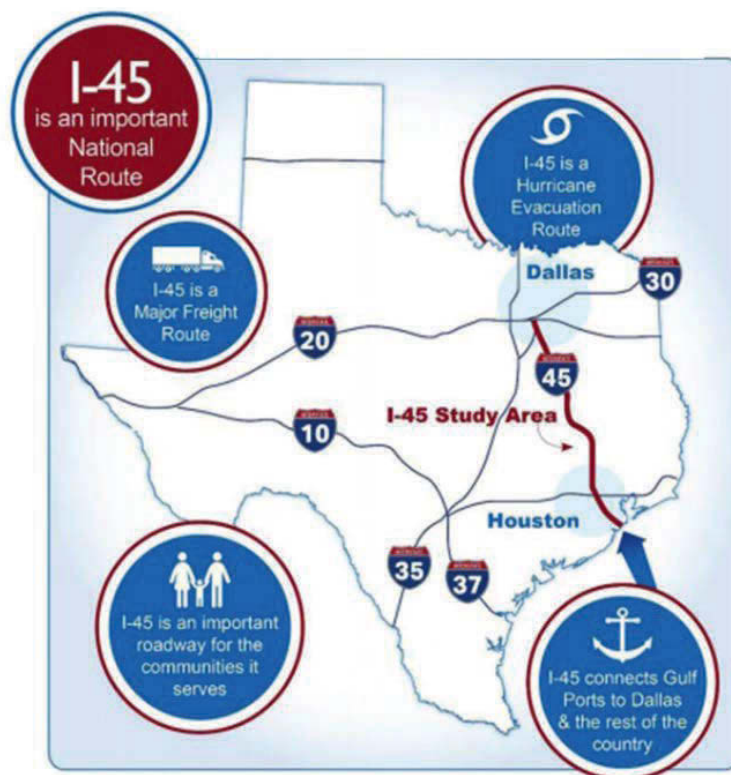 I-45
is an important
National
Route
I-45 is a
Hurricane
Evacuation
Route
I-45 is a
Major Freight
Route
Dallas
30
20
45
I-45 Study Area
10
Houston
35
37
I-45 is an important
roadway for the
communities it
serves
I-45 connects Gulf
Ports to Dallas
& the rest of the
country